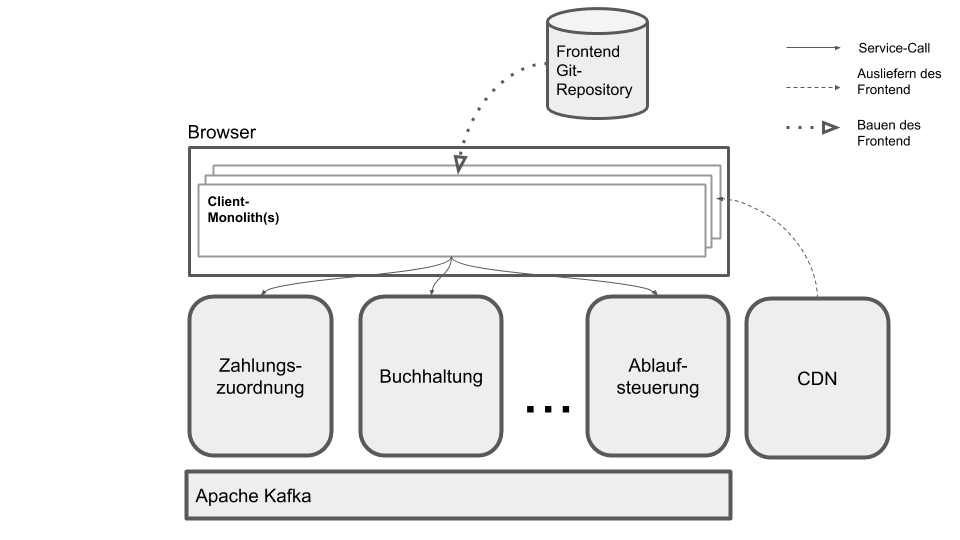 Frontend
Git-
Repository
Service-Call
Ausliefern des
Frontend
Bauen des
Frontend
Browser
Client-
Monolith(s)
Zahlungs-
zuordnung
Buchhaltung
...
Ablauf-
steuerung
CDN
Apache Kafka